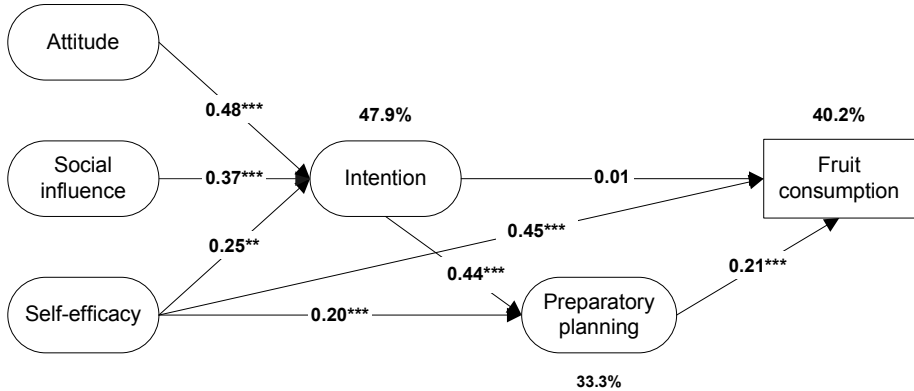 Attitude
0.48***
47.9%
40.2%
Social
influence
0.37***
Intention
0.01
Fruit
consumption
0.25**
0.45***
0.44***
0.21***
Self-efficacy
0.20***
Preparatory
planning
33.3%